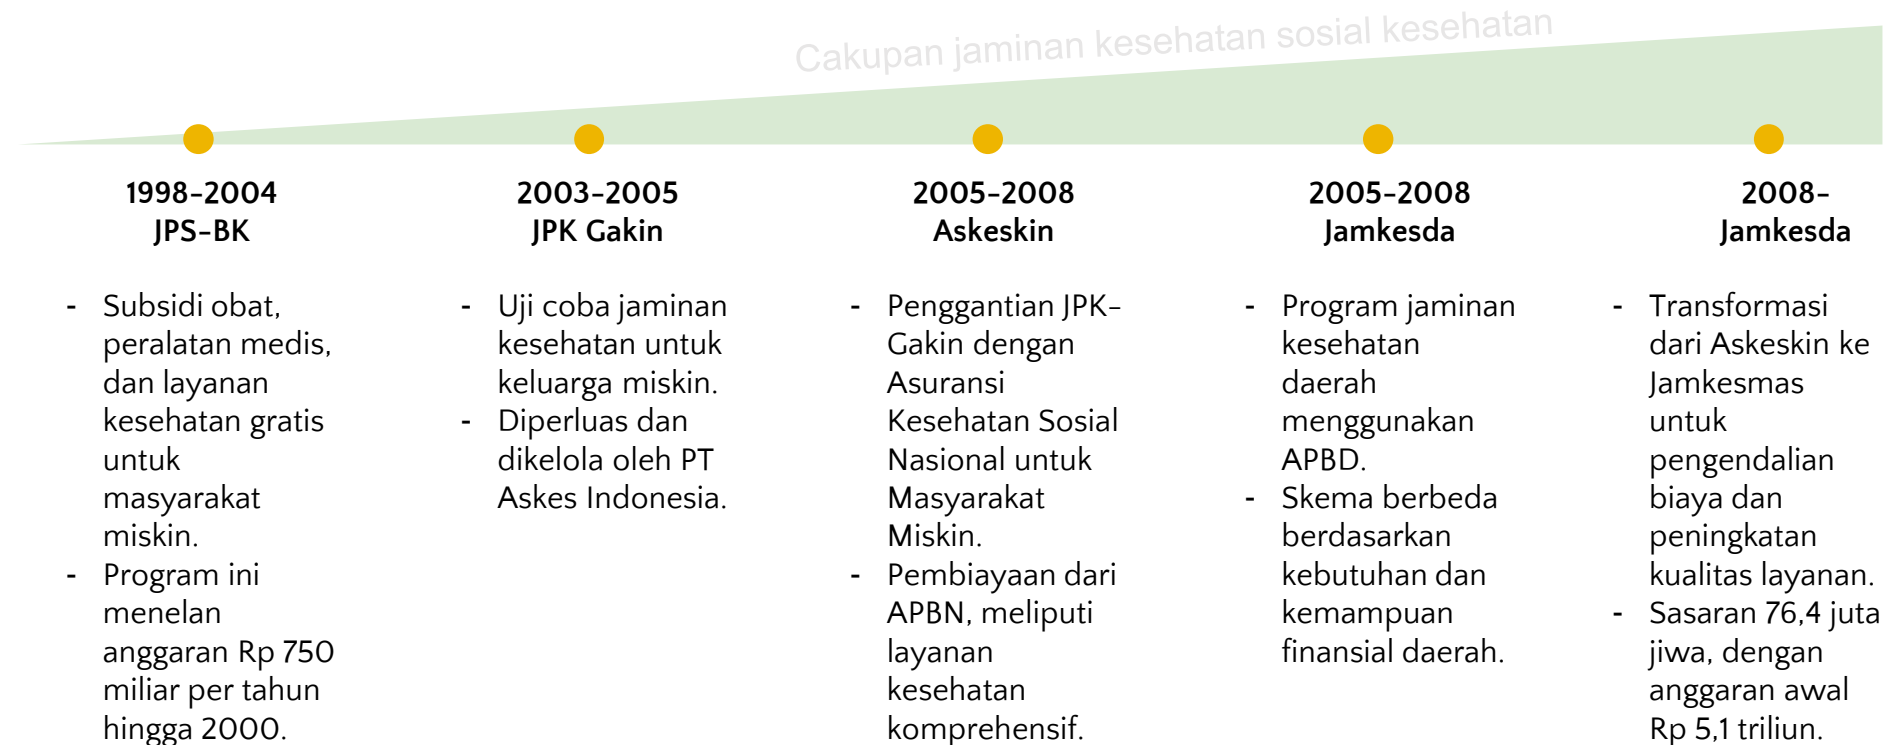 Cakupan jaminan kesehatan sosial kesehatan
1998-2004
JPS-BK
- Subsidi obat,
peralatan medis,
dan layanan
kesehatan gratis
untuk
masyarakat
miskin.
- Program ini
menelan
anggaran Rp 750
miliar per tahun
hingga 2000.
2003-2005
JPK Gakin
- Uji coba jaminan
kesehatan untuk
keluarga miskin.
- Diperluas dan
dikelola oleh PT
Askes Indonesia.
2005-2008
Askeskin
- Penggantian JPK-
Gakin dengan
Asuransi
Kesehatan Sosial
Nasional untuk
Masyarakat
Miskin.
- Pembiayaan dari
APBN, meliputi
layanan
kesehatan
komprehensif.
2005-2008
Jamkesda
- Program jaminan
kesehatan
daerah
menggunakan
APBD.
- Skema berbeda
berdasarkan
kebutuhan dan
kemampuan
finansial daerah.
2008-
Jamkesda
- Transformasi
dari Askeskin ke
Jamkesmas
untuk
pengendalian
biaya dan
peningkatan
kualitas layanan.
- Sasaran 76,4 juta
jiwa, dengan
anggaran awal
Rp 5,1 triliun.